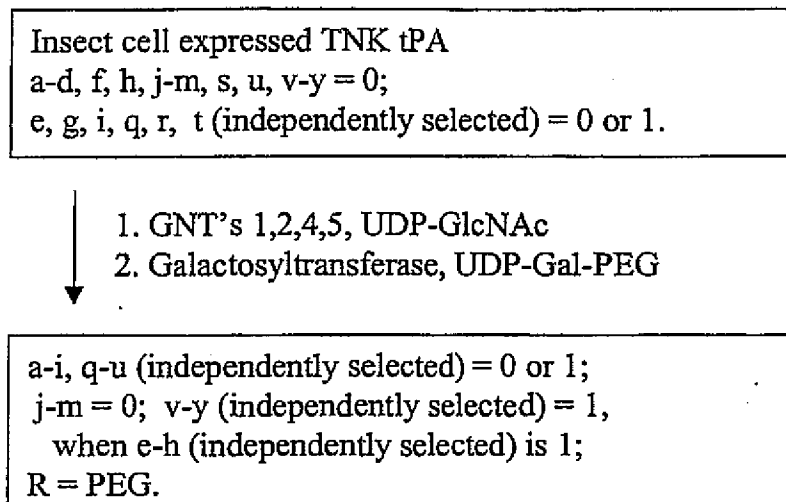 Insect cell expressed TNK tPA
a-d, f, h, j-m, s, u, v-y = 0;
e, g, i, q, r, t (independently selected) = 0 or 1.
1. GNT's 1,2,4,5, UDP-GlcNAc
2. Galactosyltransferase, UDP-Gal-PEG
a-i, q-u (independently selected) = 0 or 1;
j-m = 0; v-y (independently selected) = 1,
when e-h (independently selected) is 1;
R = PEG.